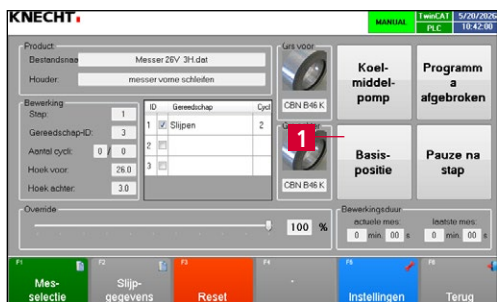 KNECHT.
MANUAL
TwinCAT
PLC
5/20/2026
10:42:00
Product
Bestandsnaa
Messer 26V 3H.dat
Houder:
messer vorne schleifen
Grs voor
CBN B46 K
Koel-
middel-
pomp
Programm
a
afgebroken
Bewerking
Step: 1
Gereedschap-ID: 3
Aantal cycli: 0 / 0
Hoek voor: 26.0
Hoek achter: 3.0
ID Gereedschap Cycl
1 Slijpen 2
2
3
1
CBN B46 K
Basis-
positie
Pauze na
stap
Override
100 %
Bewerkingsduur
actuele mes: laatste mes:
0 min. 00 s 0 min. 00 s
F1
Mes-
selectie
F2
Slijp-
gegevens
F3
Reset
F4
Instellingen
Terug